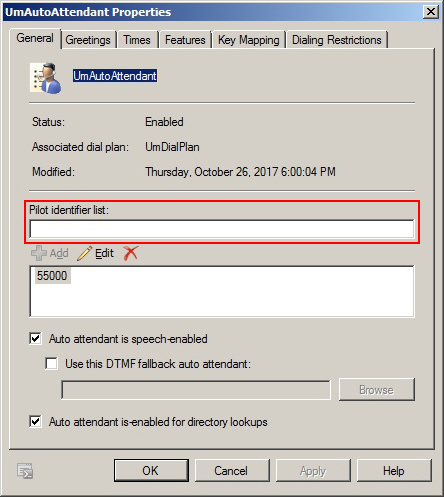 UmAutoAttendant Properties
General Greetings Times Features Key Mapping Dialing Restrictions
UmAutoAttendant
Status: Enabled
Associated dial plan: UmDialPlan
Modified: Thursday, October 26, 2017 6:00:04 PM
Pilot identifier list:
Add Edit
55000
Auto attendant is speech-enabled
Use this DTMF fallback auto attendant:
Browse
Auto attendant is-enabled for directory lookups
OK Cancel Apply Help